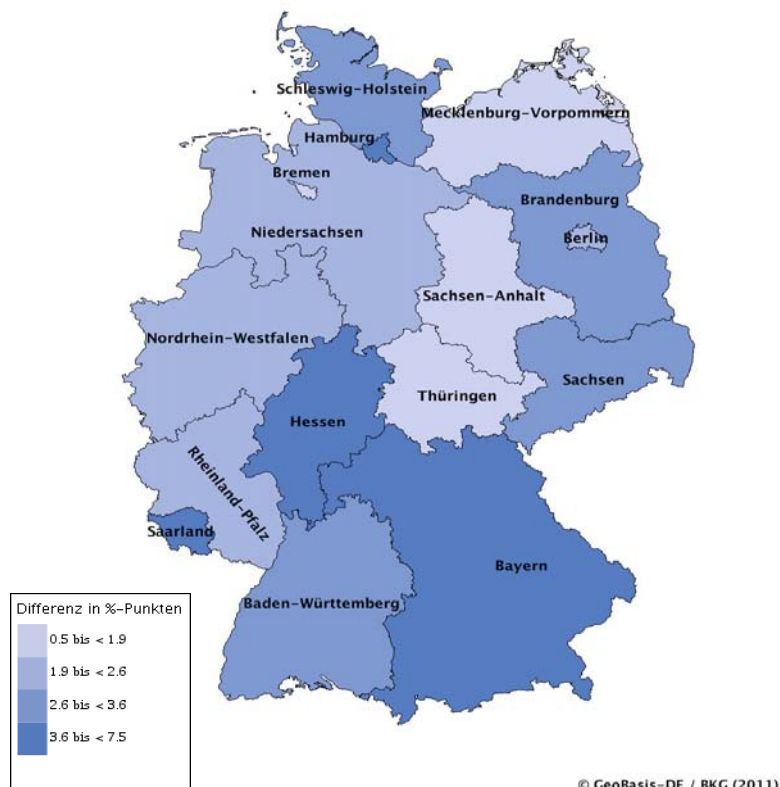 Schleswig-Holstein
Mecklenburg-Vorpommern
Hamburg
Bremen
Brandenburg
Niedersachsen
Berlin
Sachsen-Anhalt
Nordrhein-Westfalen
Sachsen
Thüringen
Hessen
Rheinland-Pfalz
Saarland
Bayern
Baden-Württemberg
Differenz in %-Punkten
0.5 bis < 1.9
1.9 bis < 2.6
2.6 bis < 3.6
3.6 bis < 7.5
© GeoBasis-DE / BKG (2011)